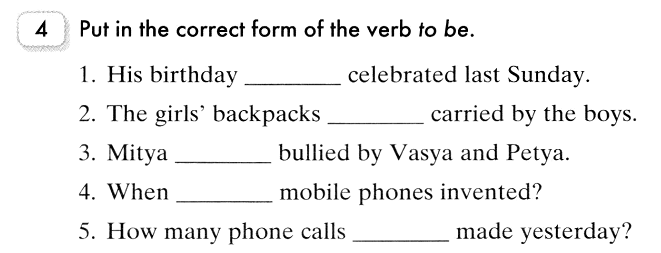 4 Put in the correct form of the verb to be.
1. His birthday ________ celebrated last Sunday.
2. The girls’ backpacks ________ carried by the boys.
3. Mitya ________ bullied by Vasya and Petya.
4. When ________ mobile phones invented?
5. How many phone calls ________ made yesterday?